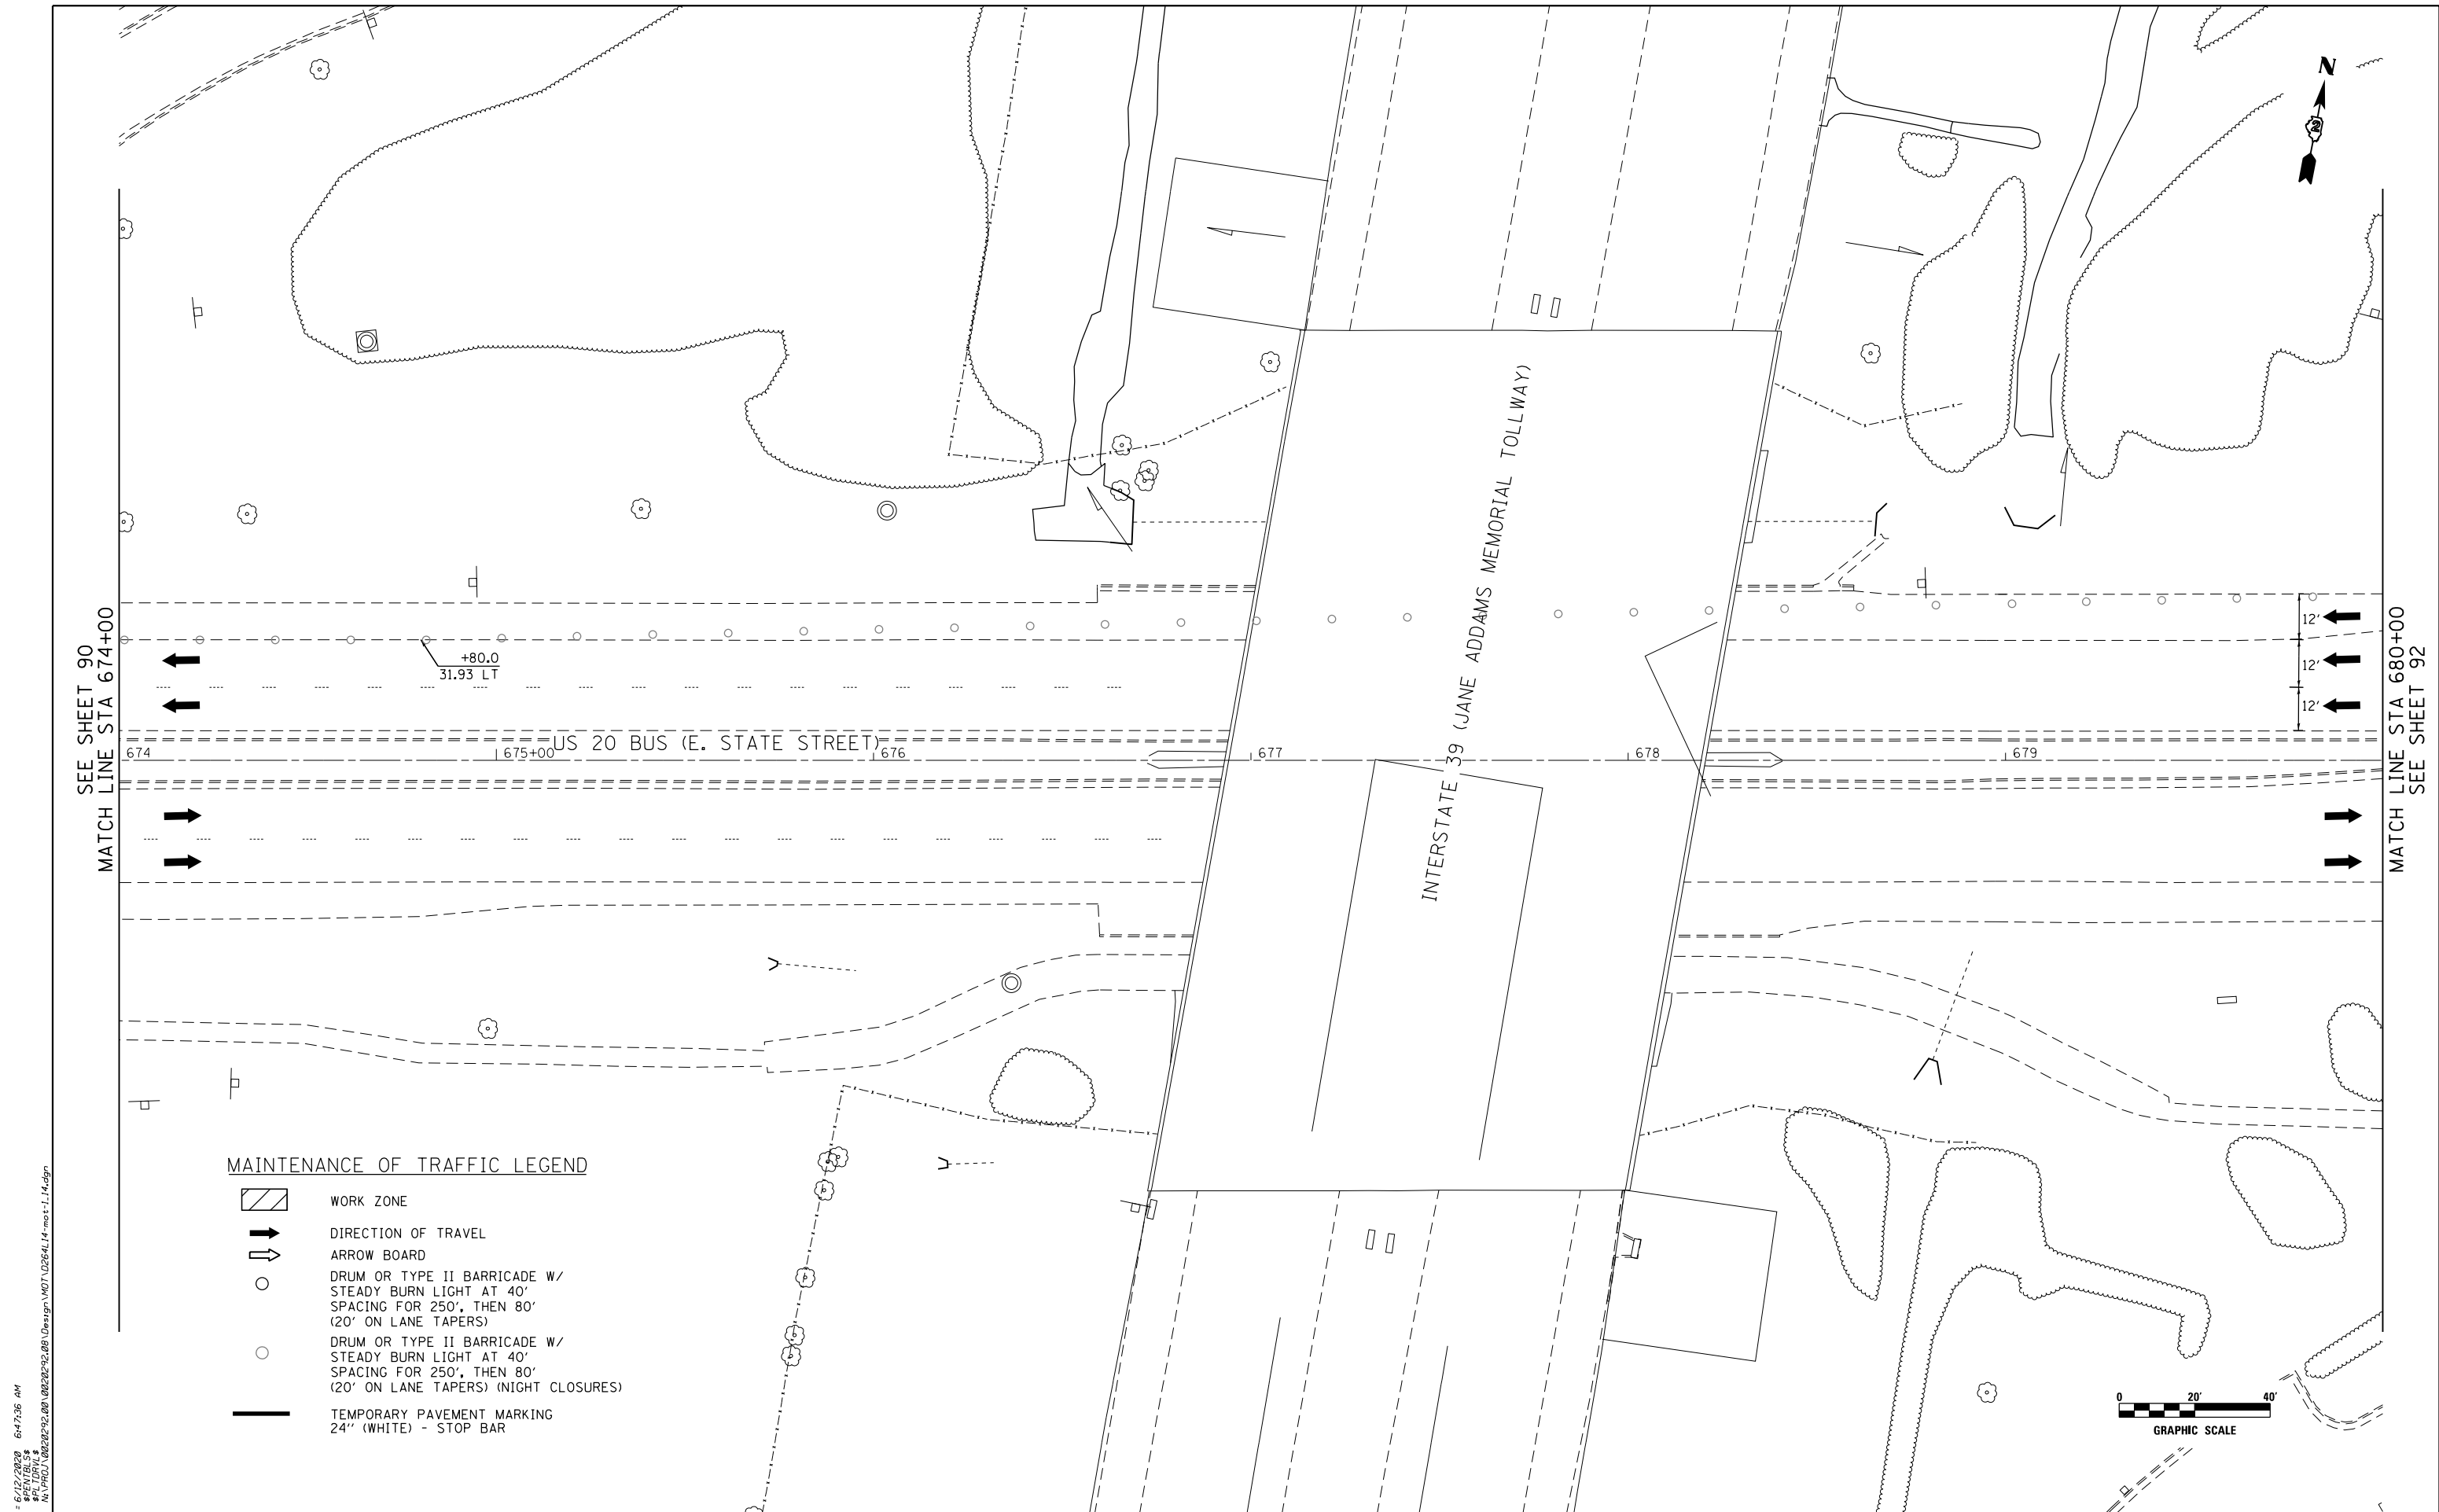 N
INTERSTATE 39 (JANE ADDAMS MEMORIAL TOLLWAY)
SEE SHEET 90
MATCH LINE STA 674+00
12'
12'
12'
+80.0
31.93 LT
US 20 BUS (E. STATE STREET)
674
675+00
676
677
678
679
MATCH LINE STA 680+00
SEE SHEET 92
MAINTENANCE OF TRAFFIC LEGEND
WORK ZONE
DIRECTION OF TRAVEL
ARROW BOARD
DRUM OR TYPE II BARRICADE W/
STEADY BURN LIGHT AT 40'
SPACING FOR 250', THEN 80'
(20' ON LANE TAPERS)
DRUM OR TYPE II BARRICADE W/
STEADY BURN LIGHT AT 40'
SPACING FOR 250', THEN 80'
(20' ON LANE TAPERS) (NIGHT CLOSURES)
TEMPORARY PAVEMENT MARKING
24'' (WHITE) - STOP BAR
0 20' 40'
GRAPHIC SCALE
: 6/12/2020 6:47:36 AM
$PENTBLS$
$PLTDRVL$